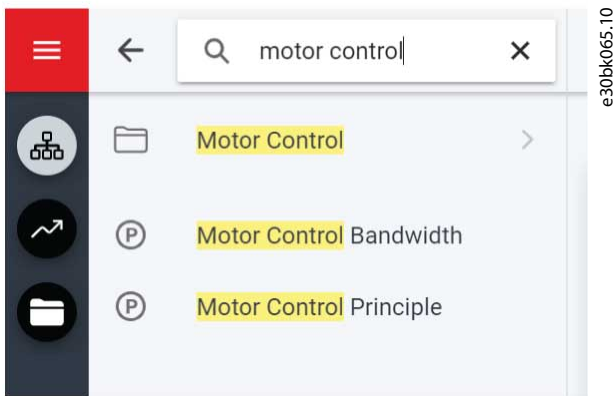 motor control
Motor Control
Motor Control Bandwidth
Motor Control Principle
e30bk065.10